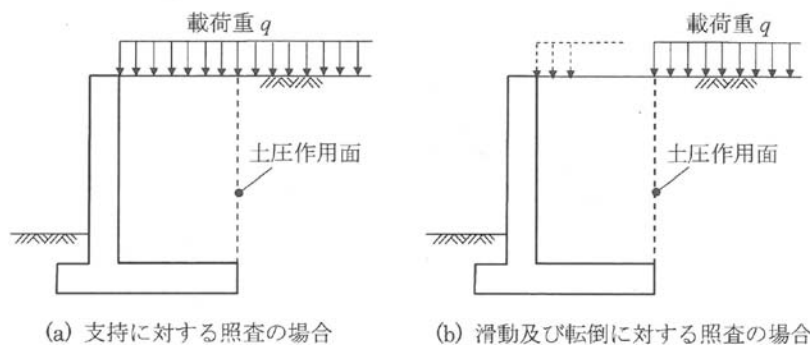 載荷重 q
土圧作用面
(a) 支持に対する照査の場合
載荷重 q
土圧作用面
(b) 滑動及び転倒に対する照査の場合